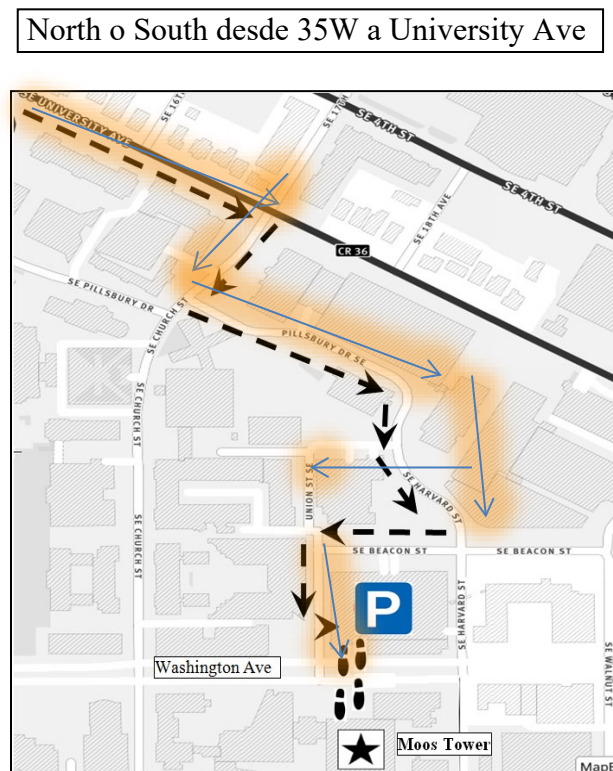 North o South desde 35W a University Ave
SE UNIVERSITY AVE
SE 16TH
SE 17TH
SE 4TH ST
SE 4TH ST
SE 18TH AVE
CR 36
SE PILLSBURY DR
SE CHURCH ST
PILLSBURY DR SE
SE CHURCH ST
UNION ST SE
SE HARVARD ST
SE BEACON ST
SE BEACON ST
P
SE CHURCH ST
SE HARVARD ST
SE WALNUT ST
Washington Ave
Moos Tower